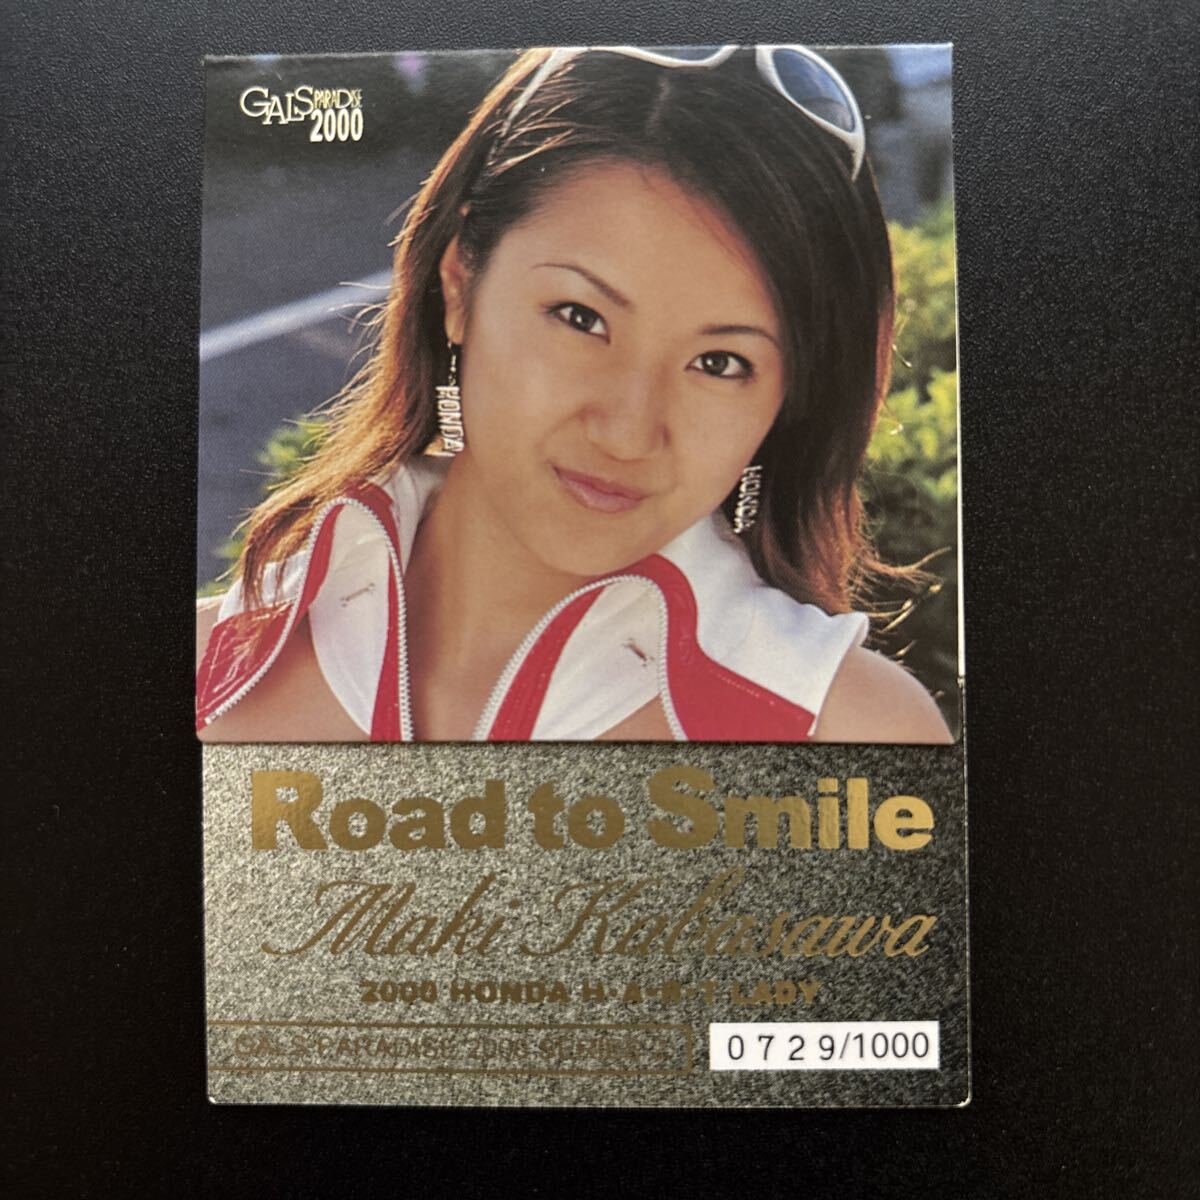 GALS PARADISE
2000
HONDA
HONDA
Road to Smile
Maki Kabasawa
2000 HONDA H·A·R·T LADY
GALS PARADISE 2000 SERIES
0729/1000